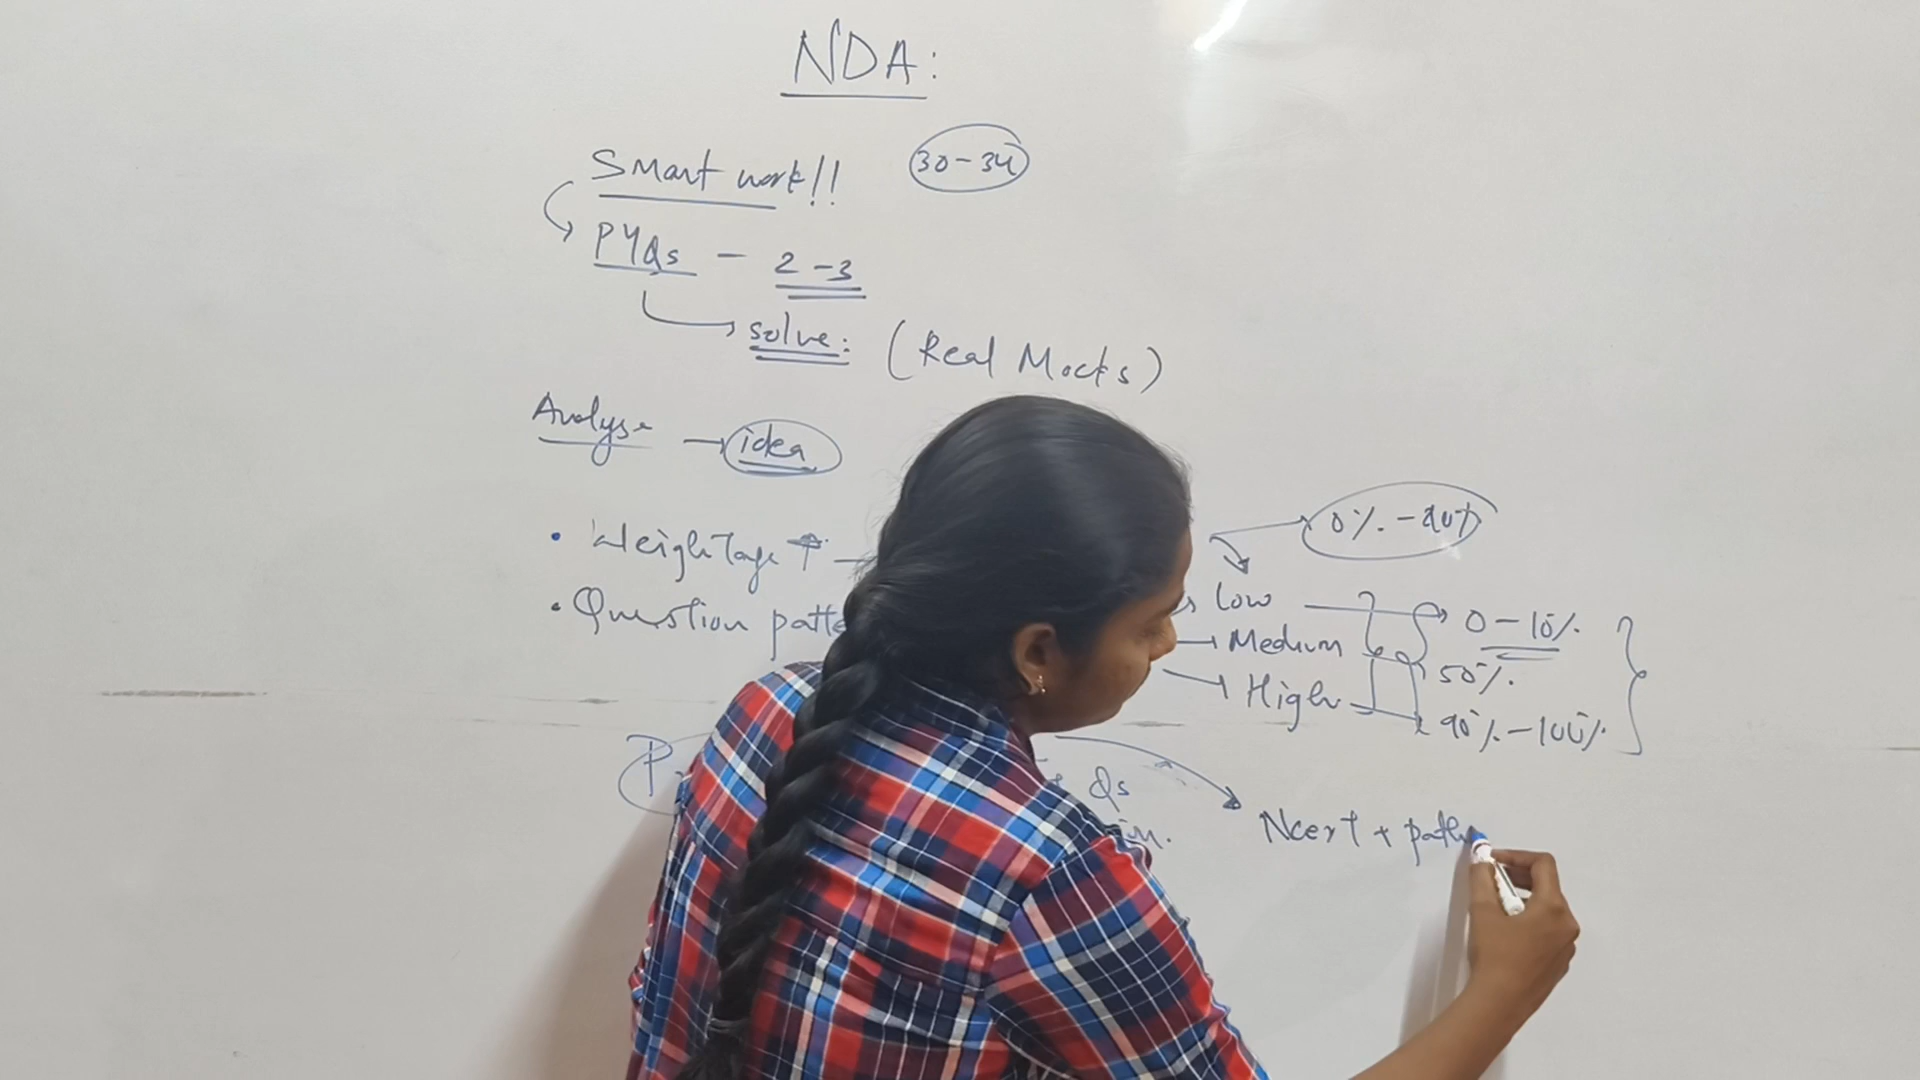 NDA:
Smart work!! 30-34
PYQs - 2-3
solve: (Real Mocks)
Analyse → idea
• Weightage ↑
0%.
• Question patte
Low → 0-10%.
→ Medium 50%.
→ High 90%.-100%.
P
Qs
Ncert + path